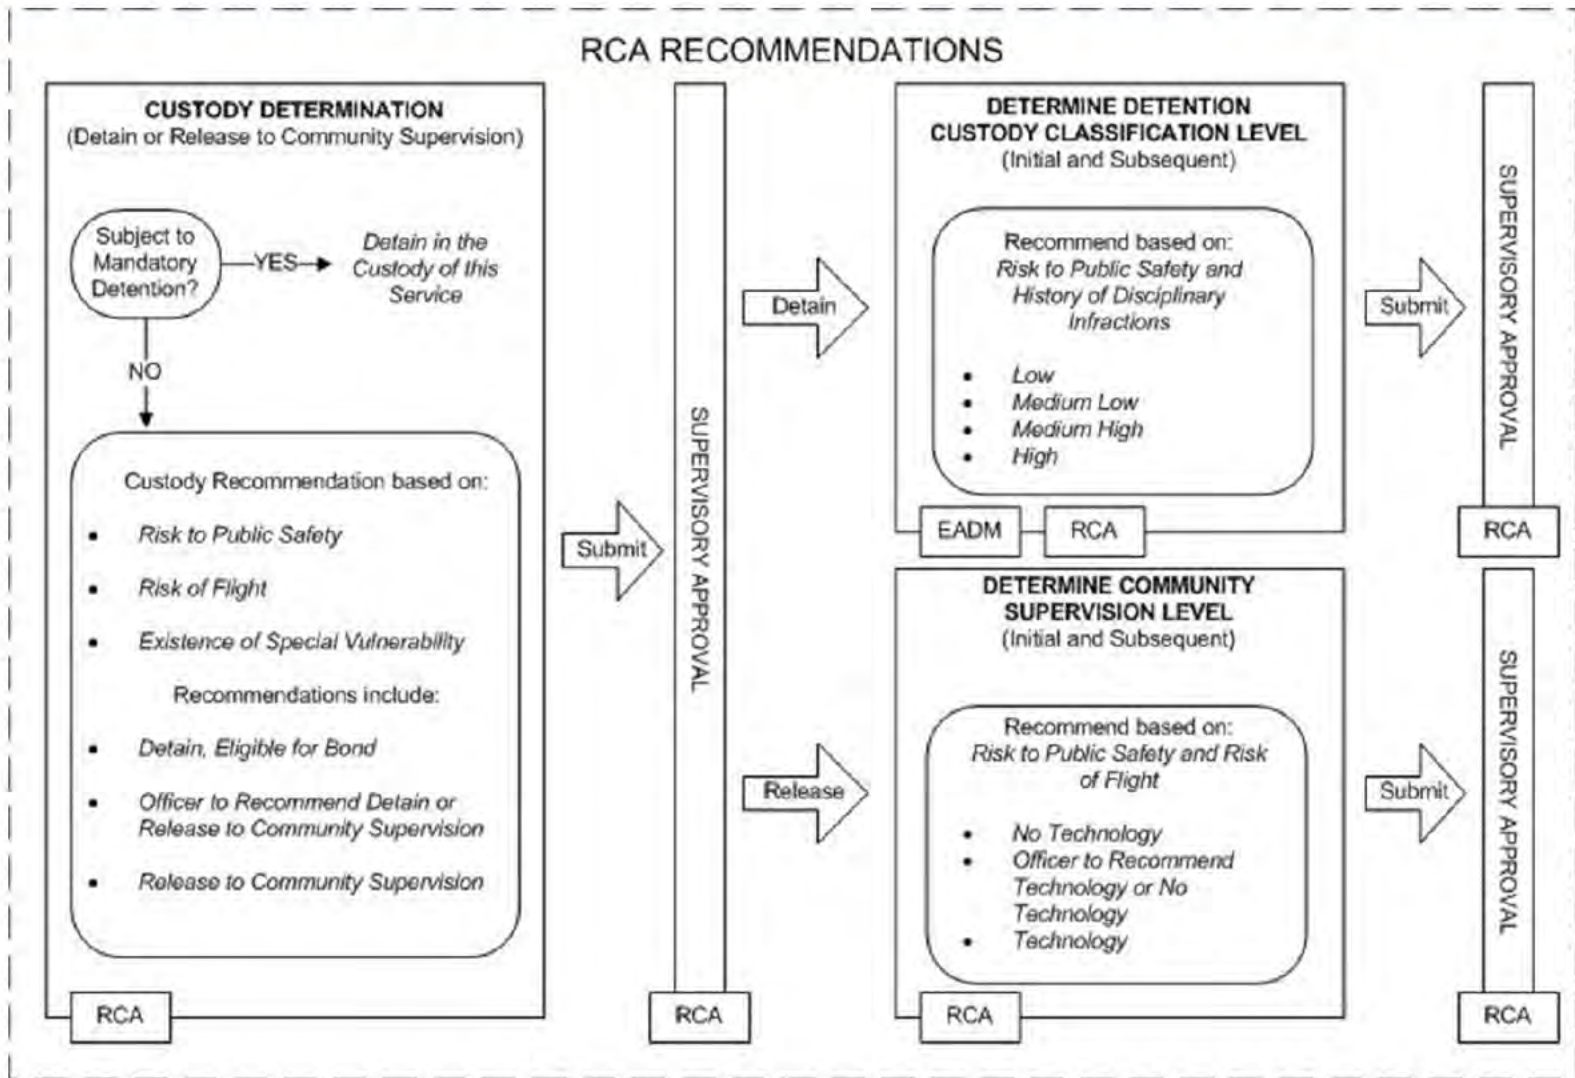 RCA RECOMMENDATIONS
CUSTODY DETERMINATION
(Detain or Release to Community Supervision)
Subject to
Mandatory
Detention?
YES
Detain in the
Custody of this
Service
NO
Custody Recommendation based on:
• Risk to Public Safety
• Risk of Flight
• Existence of Special Vulnerability
Recommendations include:
• Detain, Eligible for Bond
• Officer to Recommend Detain or
Release to Community Supervision
• Release to Community Supervision
RCA
Submit
SUPERVISORY APPROVAL
RCA
Detain
DETERMINE DETENTION
CUSTODY CLASSIFICATION LEVEL
(Initial and Subsequent)
Recommend based on:
Risk to Public Safety and
History of Disciplinary
Infractions
• Low
• Medium Low
• Medium High
• High
EADM
RCA
Submit
SUPERVISORY APPROVAL
RCA
Release
DETERMINE COMMUNITY
SUPERVISION LEVEL
(Initial and Subsequent)
Recommend based on:
Risk to Public Safety and Risk
of Flight
• No Technology
• Officer to Recommend
Technology or No
Technology
• Technology
RCA
Submit
SUPERVISORY APPROVAL
RCA